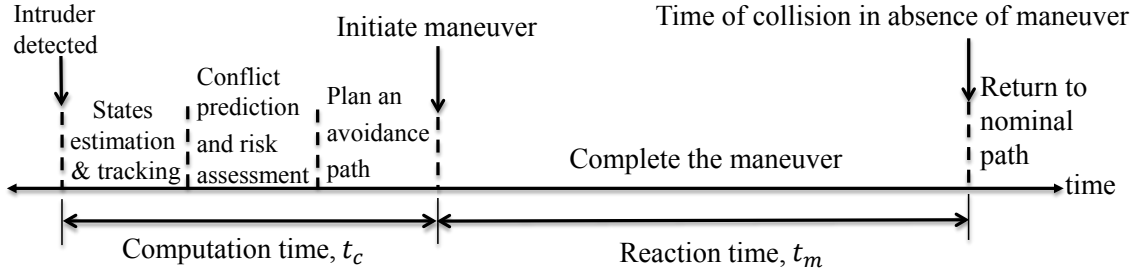 Intruder
detected
Initiate maneuver
Time of collision in absence of maneuver
States
estimation
& tracking
Conflict
prediction
and risk
assessment
Plan an
avoidance
path
Complete the maneuver
Return to
nominal
path
time
Computation time, t_c
Reaction time, t_m